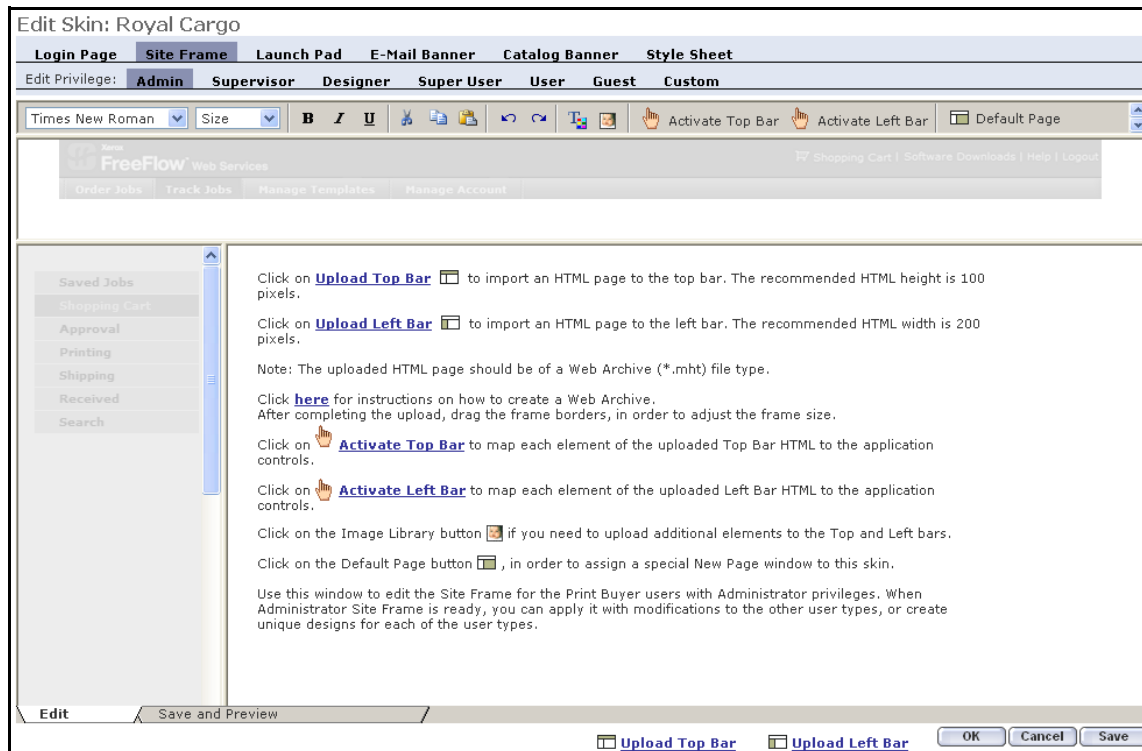 Edit Skin: Royal Cargo
Login Page Site Frame Launch Pad E-Mail Banner Catalog Banner Style Sheet
Edit Privilege: Admin Supervisor Designer Super User User Guest Custom
Times New Roman Size B I U Activate Top Bar Activate Left Bar Default Page
Xerox
FreeFlow Web Services
Shopping Cart | Software Downloads | Help | Logout
Order Jobs Track Jobs Manage Templates Manage Account
Saved Jobs
Shopping Cart
Approval
Printing
Shipping
Received
Search
Click on Upload Top Bar to import an HTML page to the top bar. The recommended HTML height is 100
pixels.
Click on Upload Left Bar to import an HTML page to the left bar. The recommended HTML width is 200
pixels.
Note: The uploaded HTML page should be of a Web Archive (*.mht) file type.
Click here for instructions on how to create a Web Archive.
After completing the upload, drag the frame borders, in order to adjust the frame size.
Click on Activate Top Bar to map each element of the uploaded Top Bar HTML to the application
controls.
Click on Activate Left Bar to map each element of the uploaded Left Bar HTML to the application
controls.
Click on the Image Library button if you need to upload additional elements to the Top and Left bars.
Click on the Default Page button , in order to assign a special New Page window to this skin.
Use this window to edit the Site Frame for the Print Buyer users with Administrator privileges. When
Administrator Site Frame is ready, you can apply it with modifications to the other user types, or create
unique designs for each of the user types.
Edit Save and Preview
Upload Top Bar Upload Left Bar OK Cancel Save